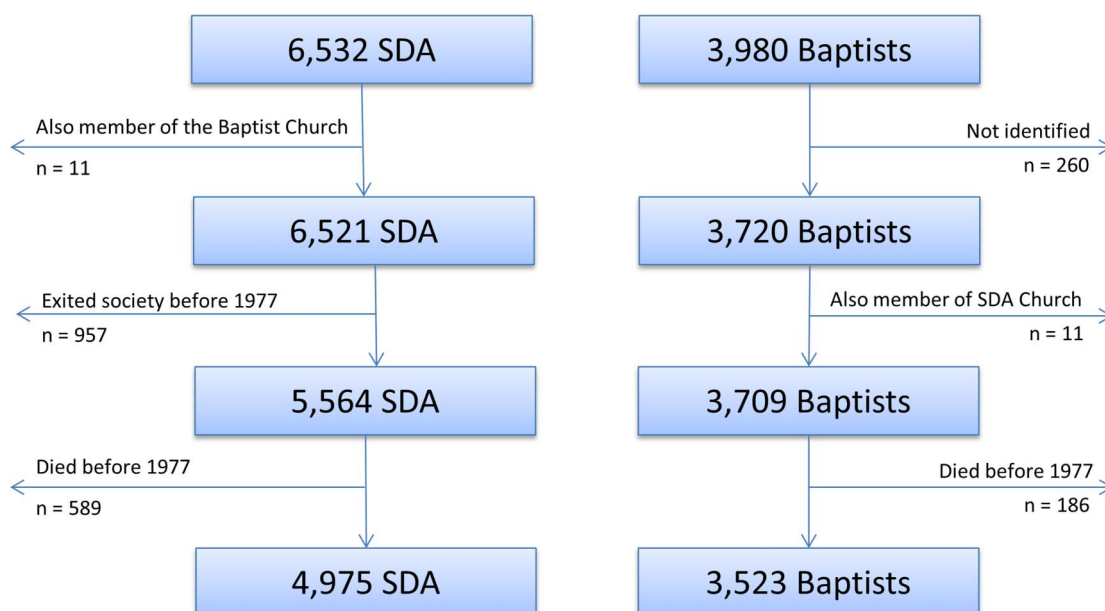 6,532 SDA
Also member of the Baptist Church
n = 11
6,521 SDA
Exited society before 1977
n = 957
5,564 SDA
Died before 1977
n = 589
4,975 SDA
3,980 Baptists
Not identified
n = 260
3,720 Baptists
Also member of SDA Church
n = 11
3,709 Baptists
Died before 1977
n = 186
3,523 Baptists